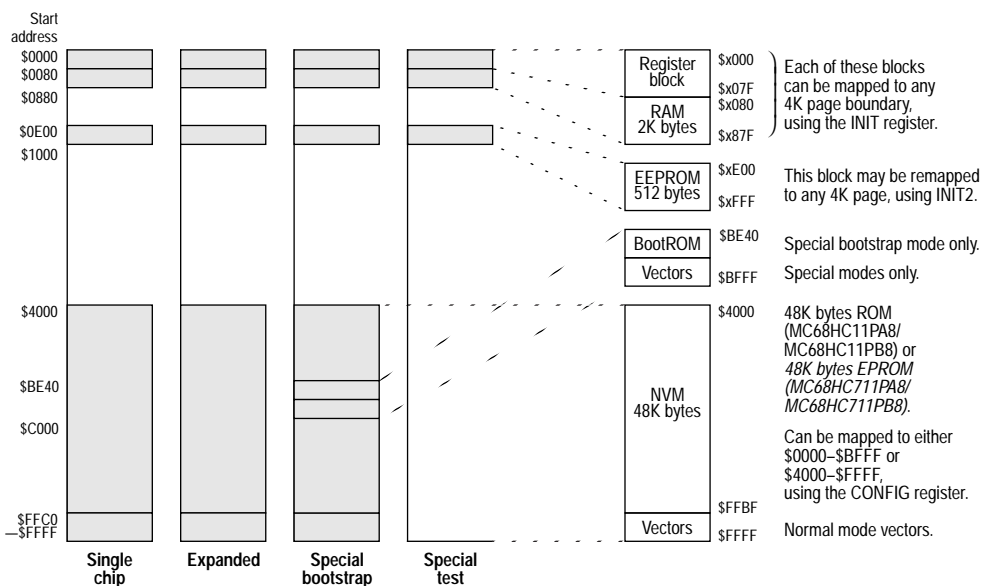 Start
address
$0000
$0080
$0880
$0E00
$1000
$4000
$BE40
$C000
$FFC0
—$FFFF
Single
chip
Expanded
Special
bootstrap
Special
test
Register
block
$x000
$x07F
RAM
2K bytes
$x080
$x87F
Each of these blocks
can be mapped to any
4K page boundary,
using the INIT register.
EEPROM
512 bytes
$xE00
$xFFF
This block may be remapped
to any 4K page, using INIT2.
BootROM
$BE40
Special bootstrap mode only.
Vectors
$BFFF
Special modes only.
$4000
NVM
48K bytes
48K bytes ROM
(MC68HC11PA8/
MC68HC11PB8) or
48K bytes EPROM
(MC68HC711PA8/
MC68HC711PB8).
Can be mapped to either
$0000–$BFFF or
$4000–$FFFF,
using the CONFIG register.
$FFBF
Vectors
$FFFF
Normal mode vectors.